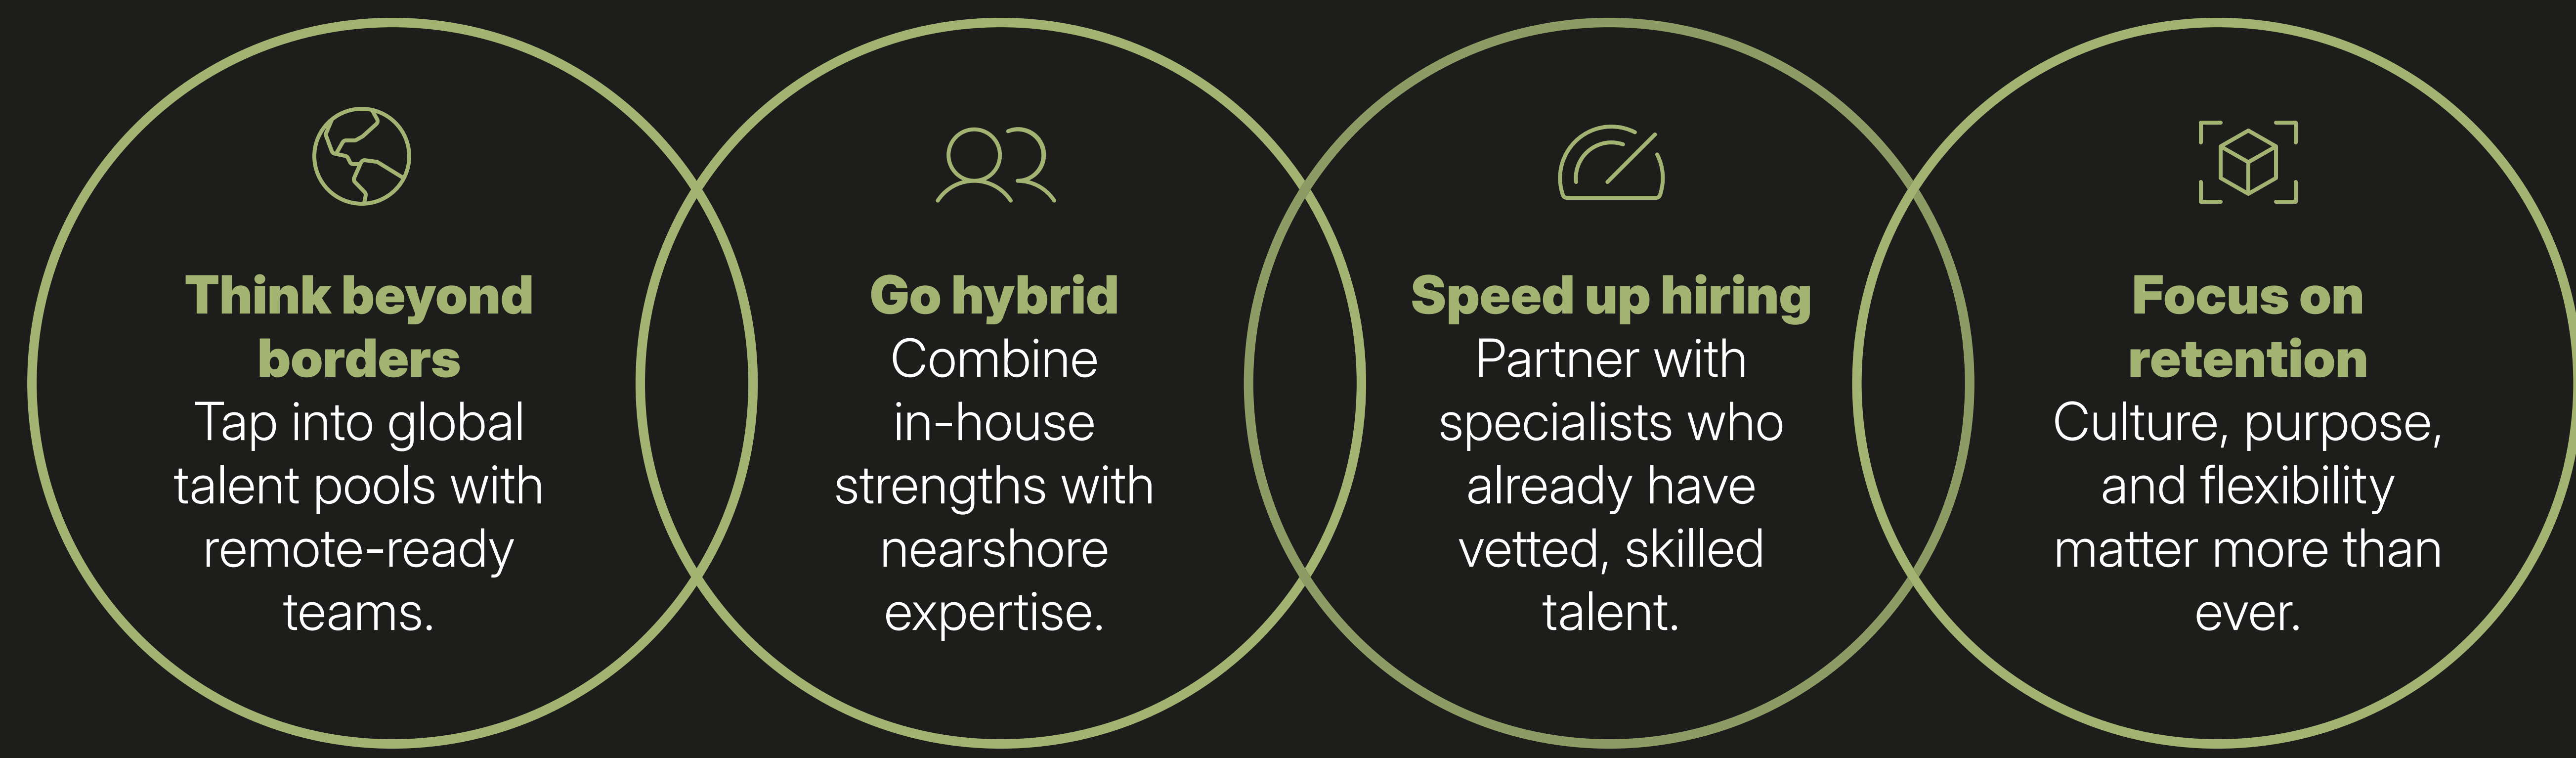 Think beyond
borders
Tap into global
talent pools with
remote-ready
teams.
Go hybrid
Combine
in-house
strengths with
nearshore
expertise.
Speed up hiring
Partner with
specialists who
already have
vetted, skilled
talent.
Focus on
retention
Culture, purpose,
and flexibility
matter more than
ever.